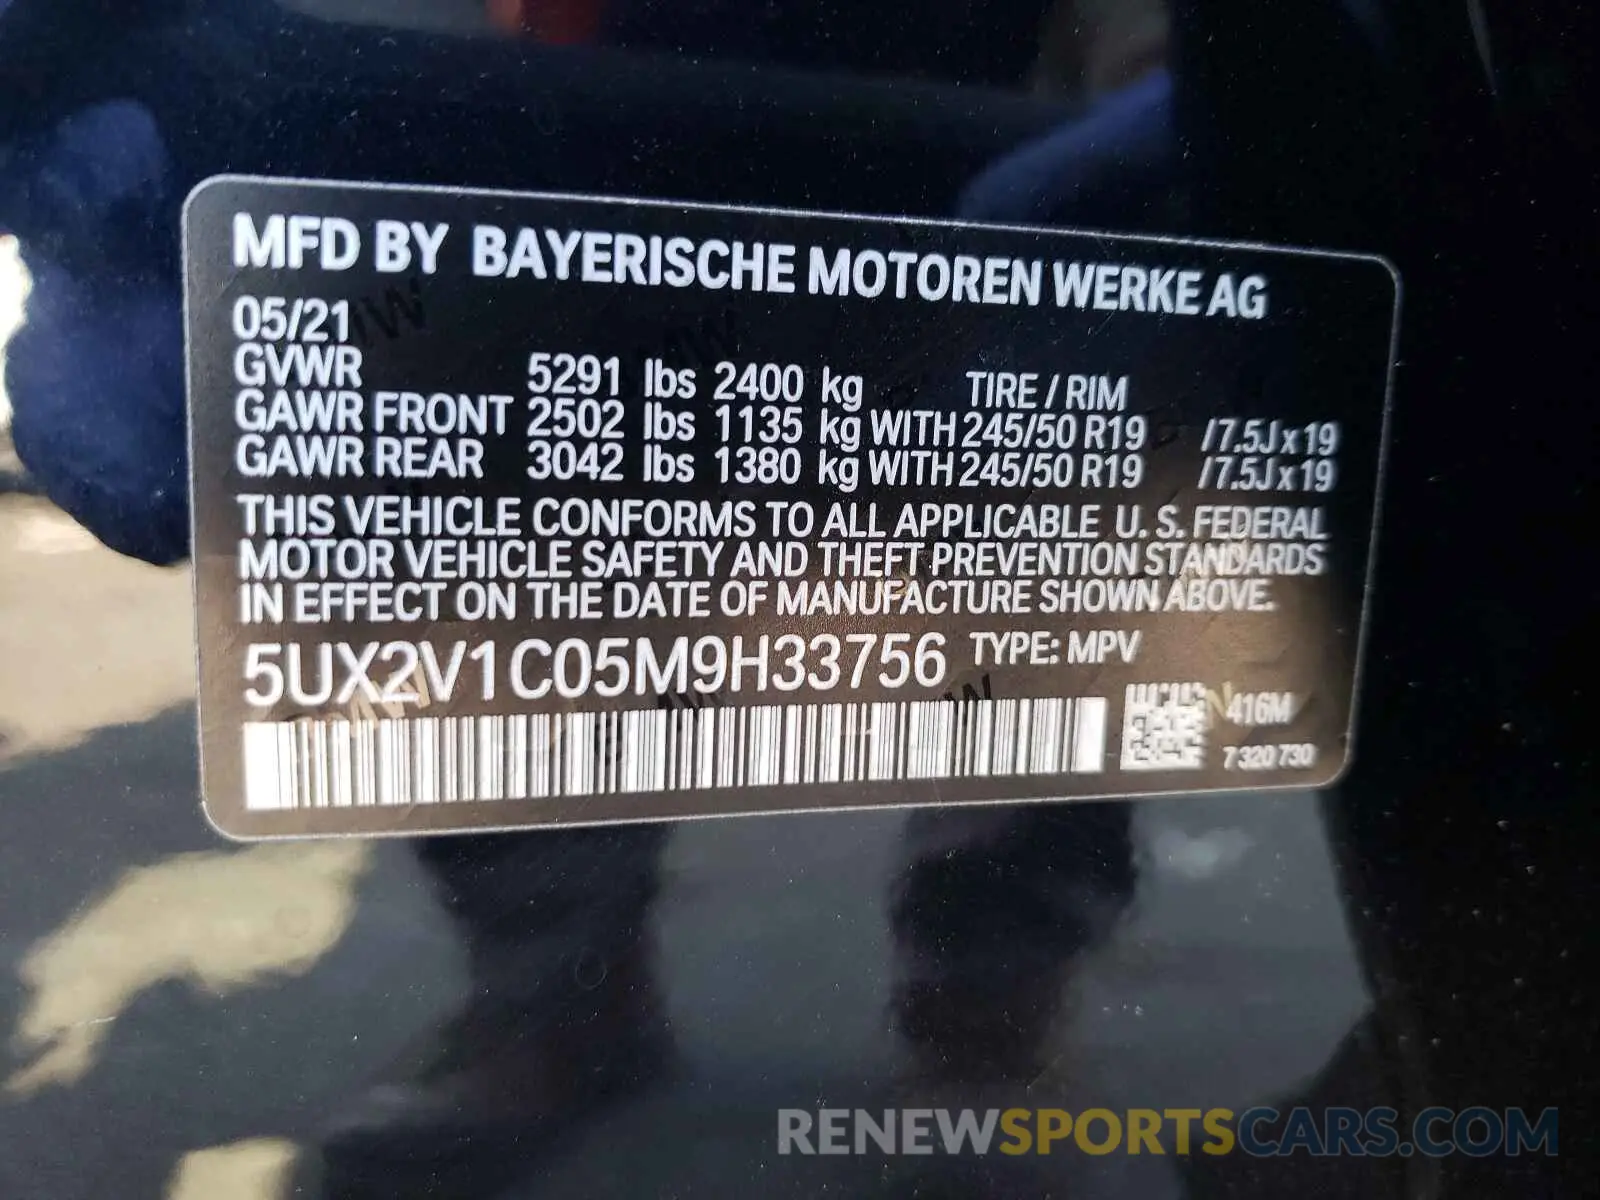 MFD BY BAYERISCHE MOTOREN WERKE AG
05/21
GVWR 5291 lbs 2400 kg TIRE / RIM
GAWR FRONT 2502 lbs 1135 kg WITH 245/50 R19 /7.5J x 19
GAWR REAR 3042 lbs 1380 kg WITH 245/50 R19 /7.5J x 19
THIS VEHICLE CONFORMS TO ALL APPLICABLE U. S. FEDERAL
MOTOR VEHICLE SAFETY AND THEFT PREVENTION STANDARDS
IN EFFECT ON THE DATE OF MANUFACTURE SHOWN ABOVE.
5UX2V1C05M9H33756 TYPE: MPV
416M
7 320 730
RENEWSPORTSCARS.COM